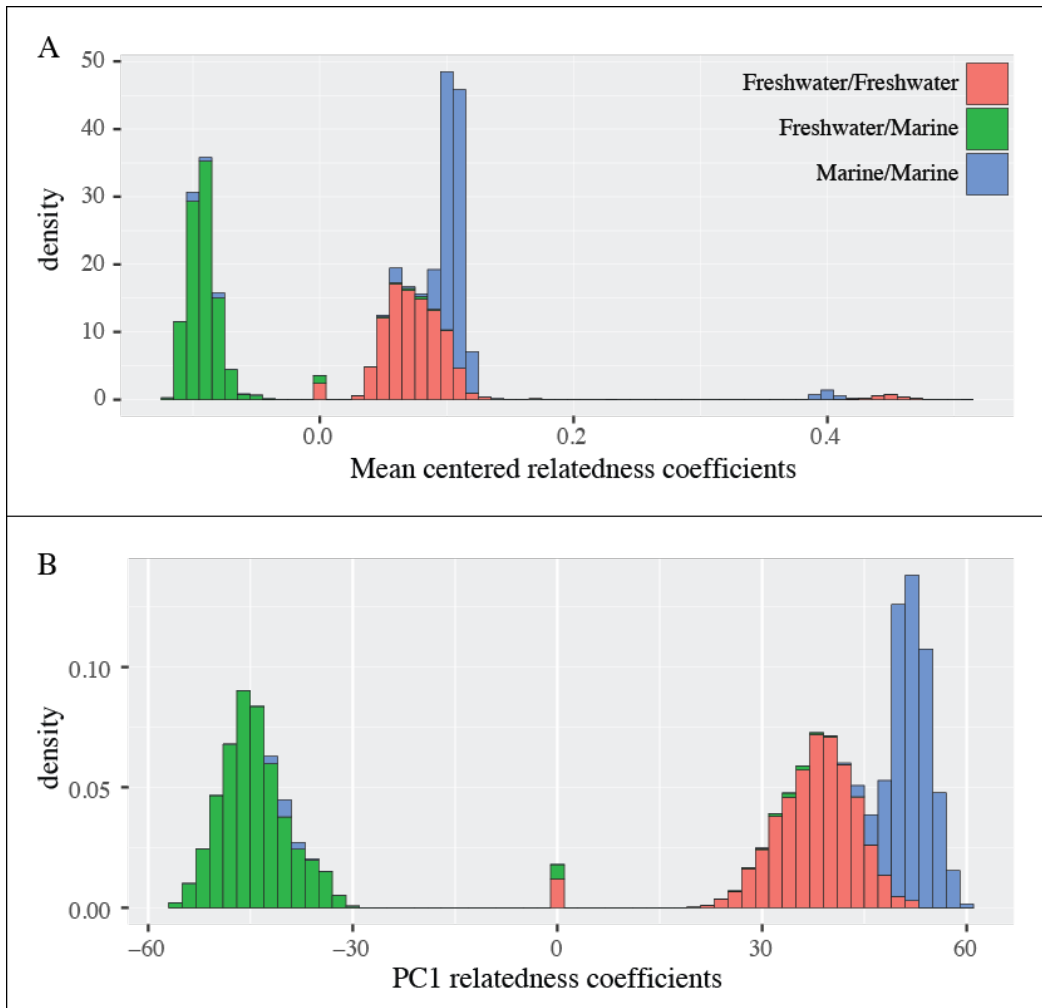 A
50
40
30
20
10
0
density
Freshwater/Freshwater
Freshwater/Marine
Marine/Marine
0.0 0.2 0.4
Mean centered relatedness coefficients
B
0.10
0.05
0.00
density
−60 −30 0 30 60
PC1 relatedness coefficients